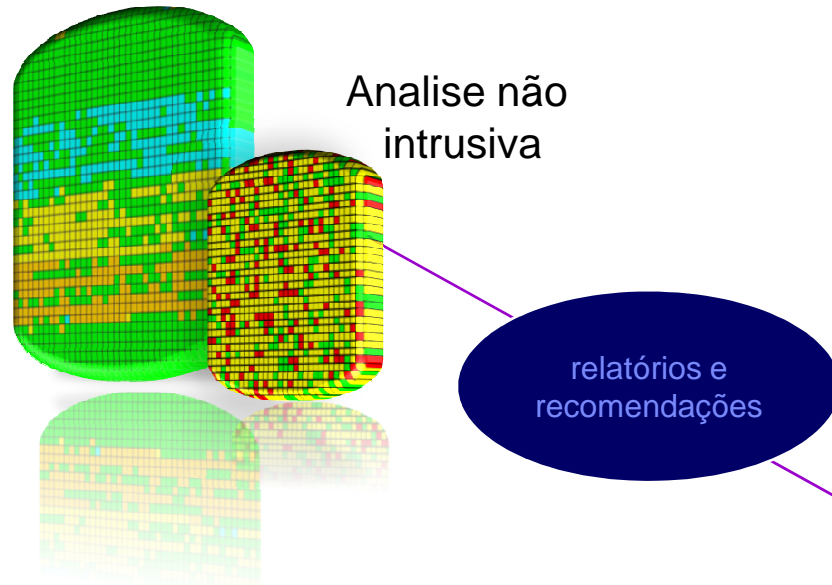 Analise não
intrusiva
relatórios e
recomendações